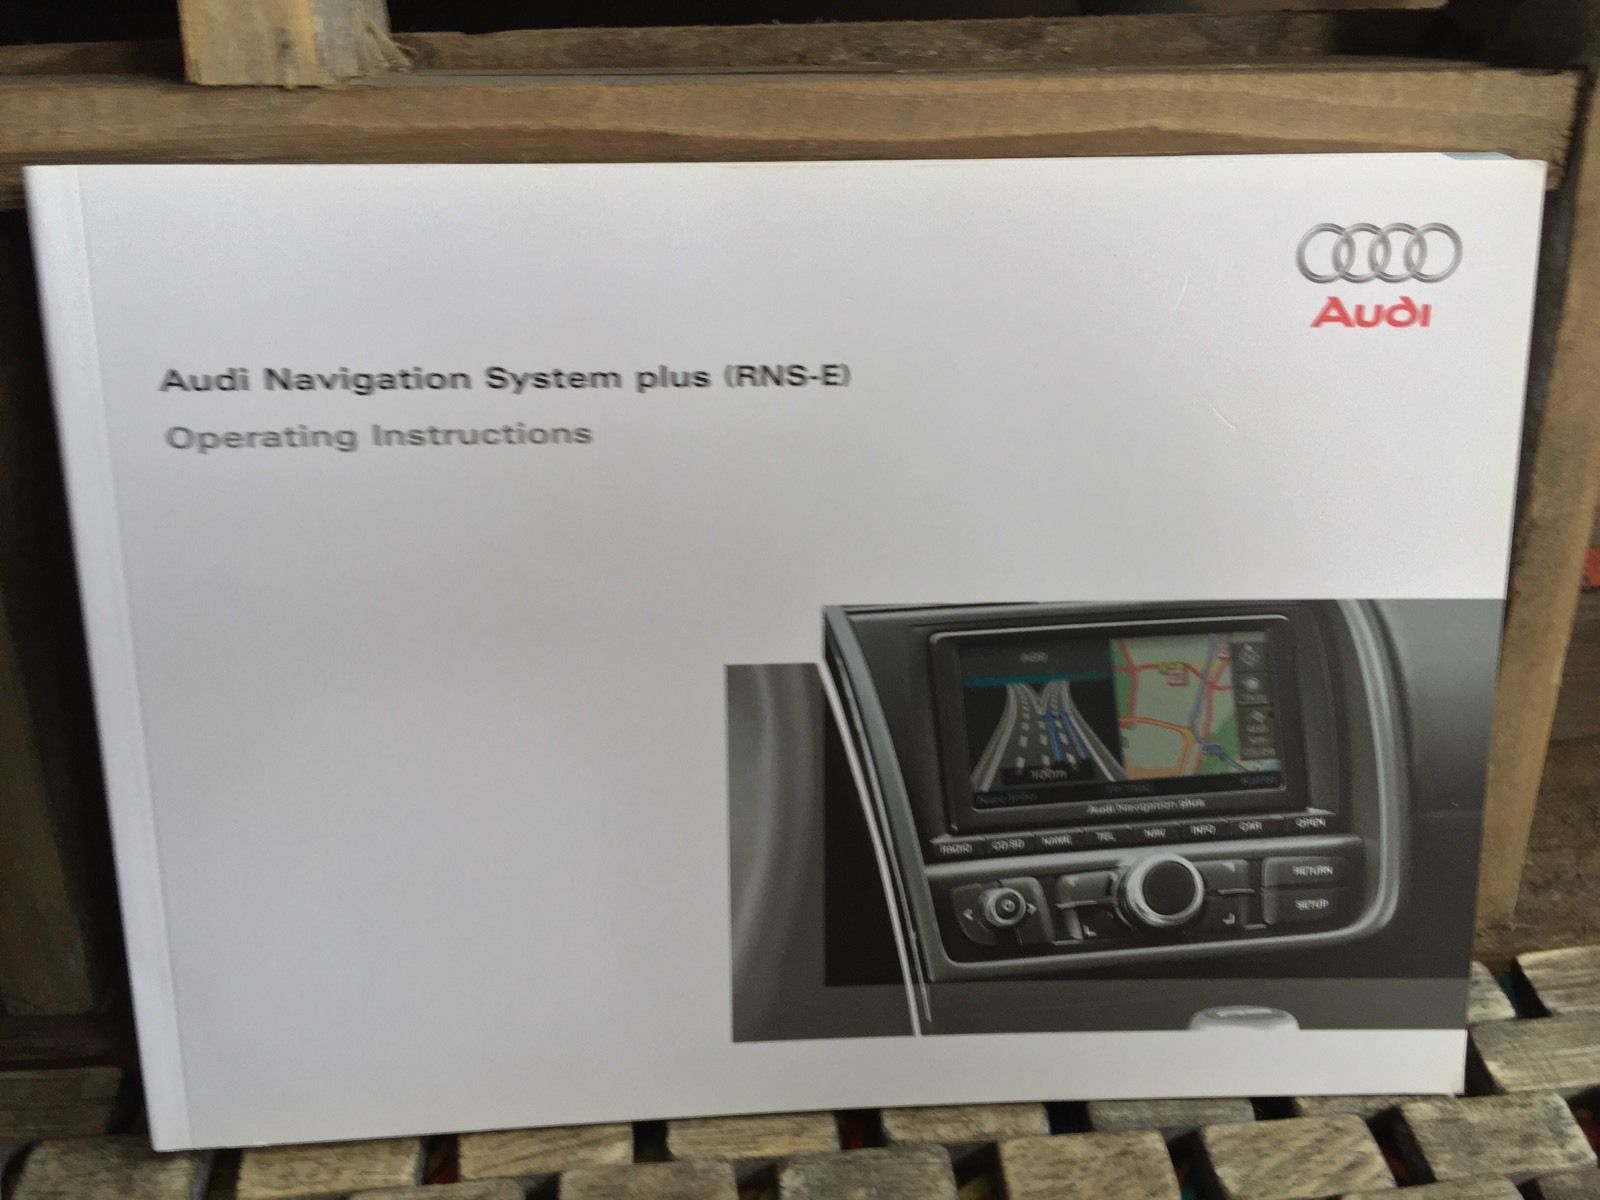 Audi
Audi Navigation System plus (RNS-E)
Operating Instructions
Audi Navigation plus
RADIO CD/SD NAME TEL NAV INFO CAR OPEN
RETURN
SETUP